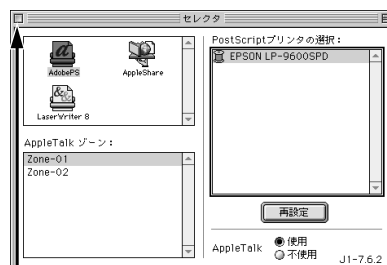 セレクタ
AdobePS
AppleShare
LaserWriter 8
AppleTalk ゾーン：
Zone-01
Zone-02
PostScriptプリンタの選択：
EPSON LP-9600SPD
再設定
AppleTalk
使用
不使用
J1-7.6.2